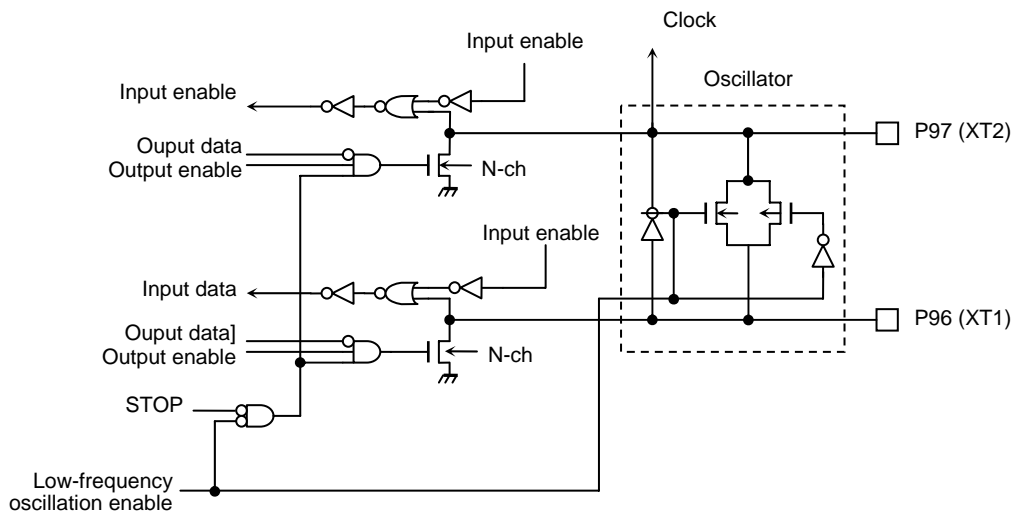 Clock
Input enable
Oscillator
Input enable
P97 (XT2)
Ouput data
Output enable
N-ch
Input enable
Input data
P96 (XT1)
Ouput data]
Output enable
N-ch
STOP
Low-frequency
oscillation enable